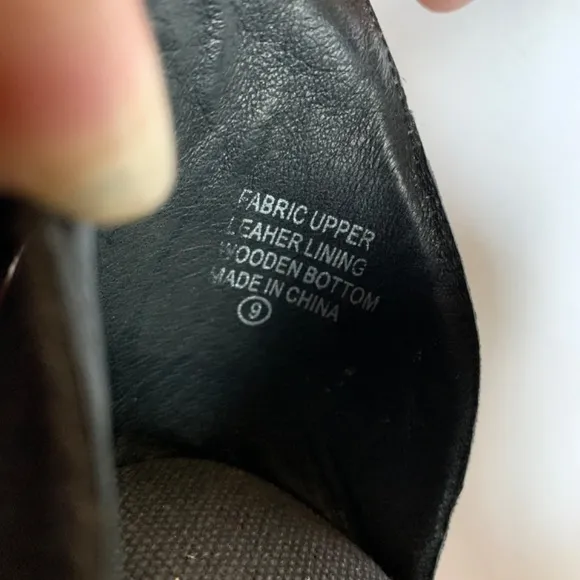 FABRIC UPPER
LEAHER LINING
WOODEN BOTTOM
MADE IN CHINA
9